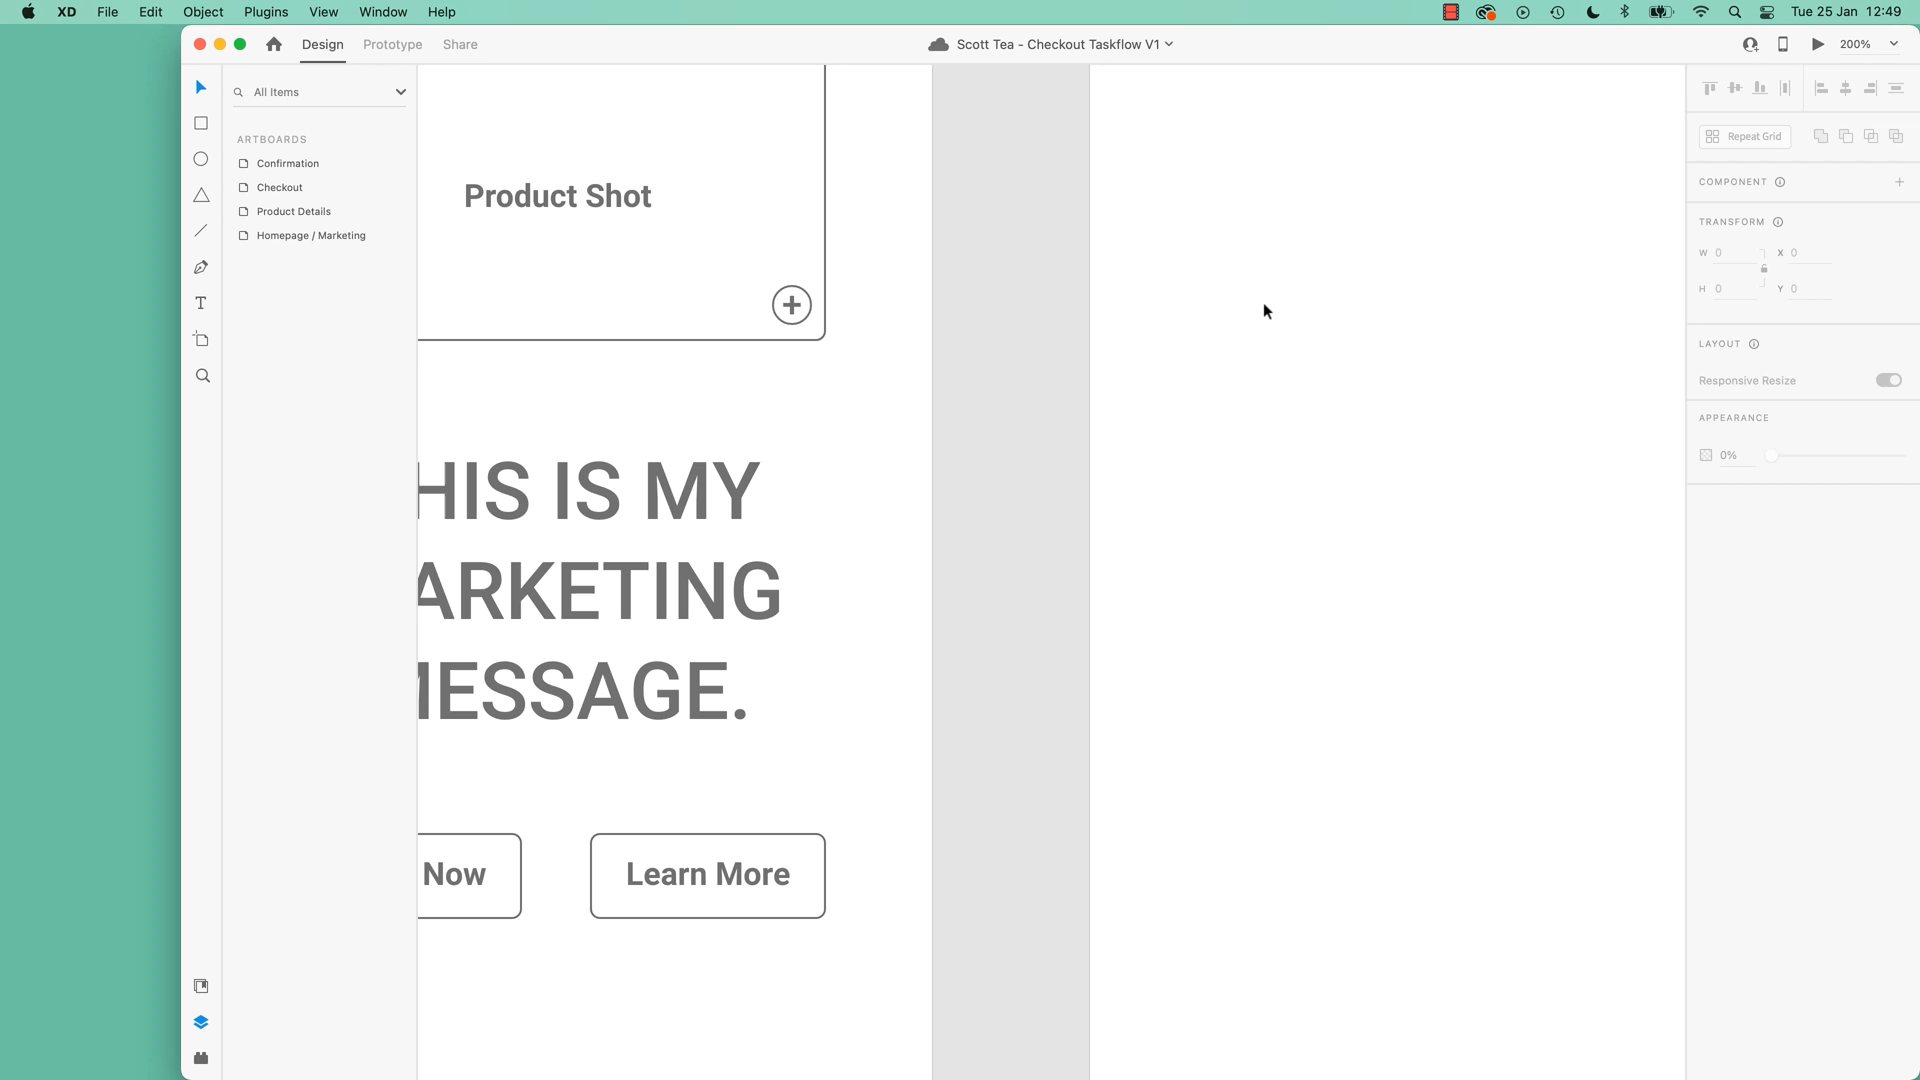 XD File Edit Object Plugins View Window Help
Tue 25 Jan 12:49
Design Prototype Share
Scott Tea - Checkout Taskflow V1
200%
All Items
ARTBOARDS
Confirmation
Checkout
Product Details
Homepage / Marketing
Product Shot
HIS IS MY
ARKETING
MESSAGE.
Now
Learn More
Repeat Grid
COMPONENT
TRANSFORM
W 0 X 0
H 0 Y 0
LAYOUT
Responsive Resize
APPEARANCE
0%